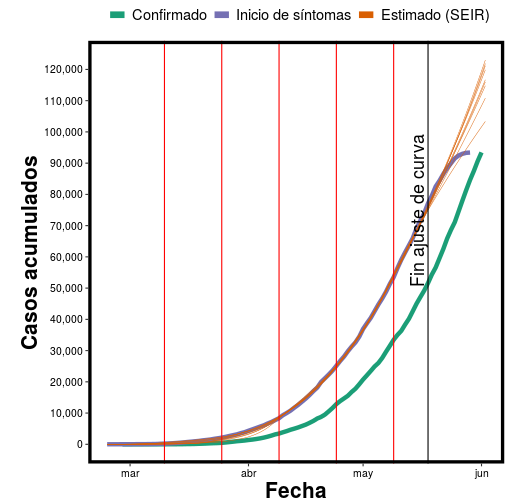 Confirmado Inicio de síntomas Estimado (SEIR)
Casos acumulados
120,000
110,000
100,000
90,000
80,000
70,000
60,000
50,000
40,000
30,000
20,000
10,000
0
Fin ajuste de curva
mar abr may jun
Fecha